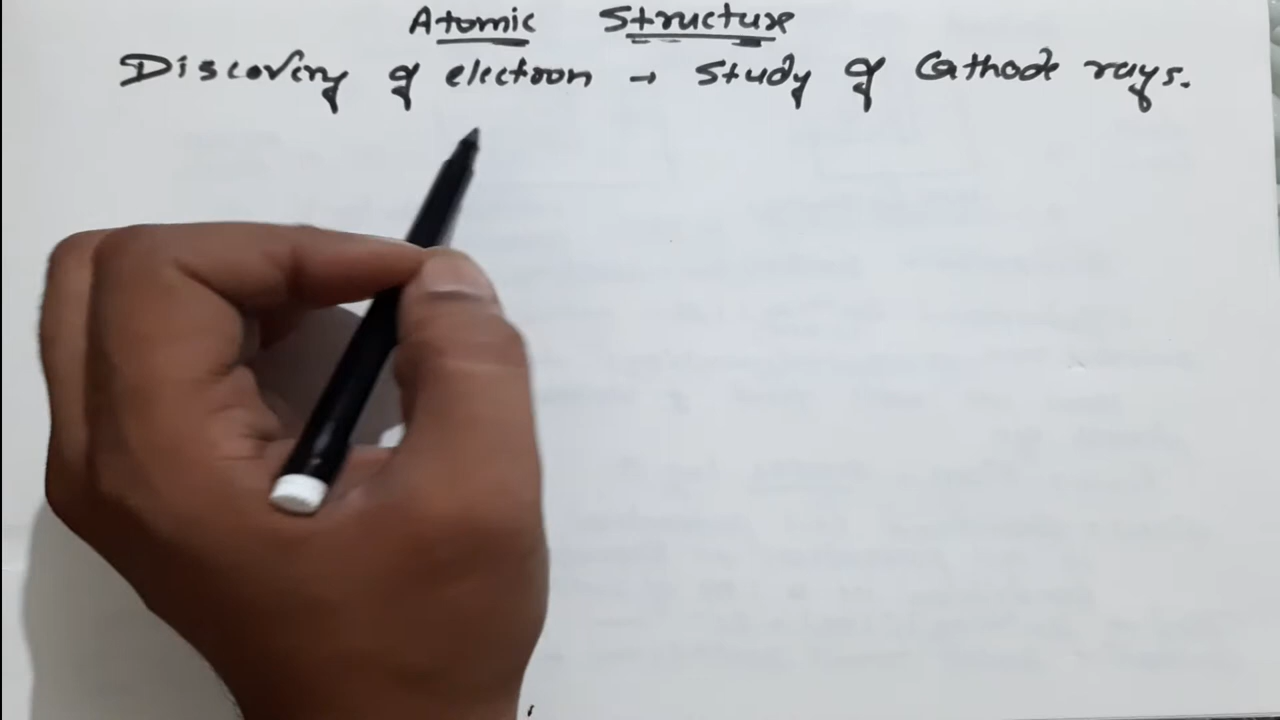 Atomic Structure
Discovery of electron → Study of Cathode rays.